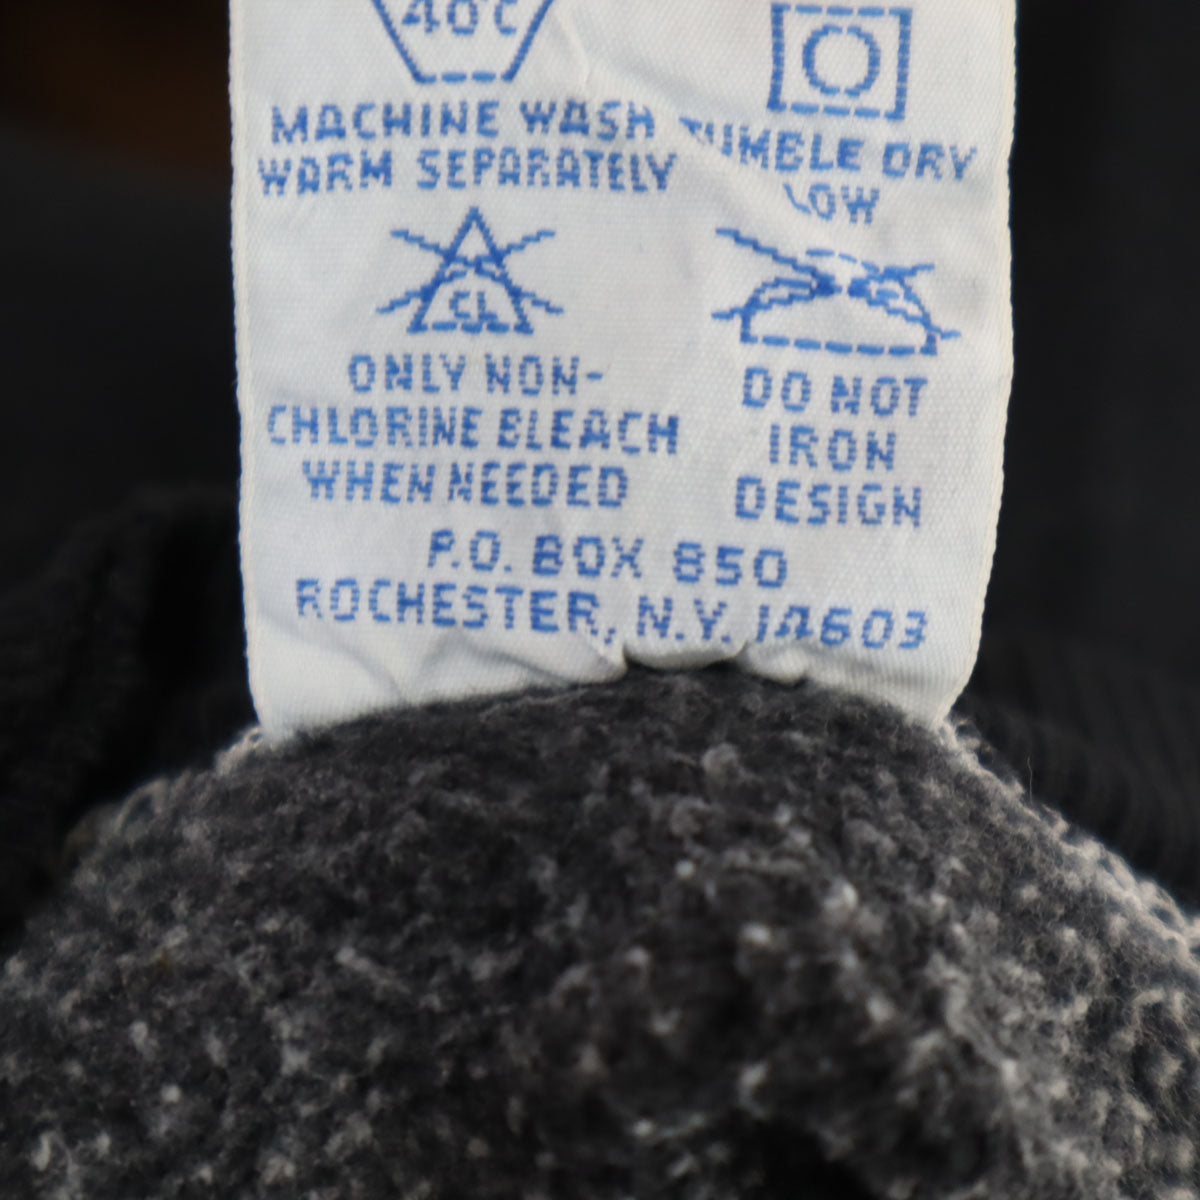 40°C
MACHINE WASH
WARM SEPARATELY
TUMBLE DRY
LOW
CL
ONLY NON-
CHLORINE BLEACH
WHEN NEEDED
DO NOT
IRON
DESIGN
P.O. BOX 850
ROCHESTER, N.Y. 14603